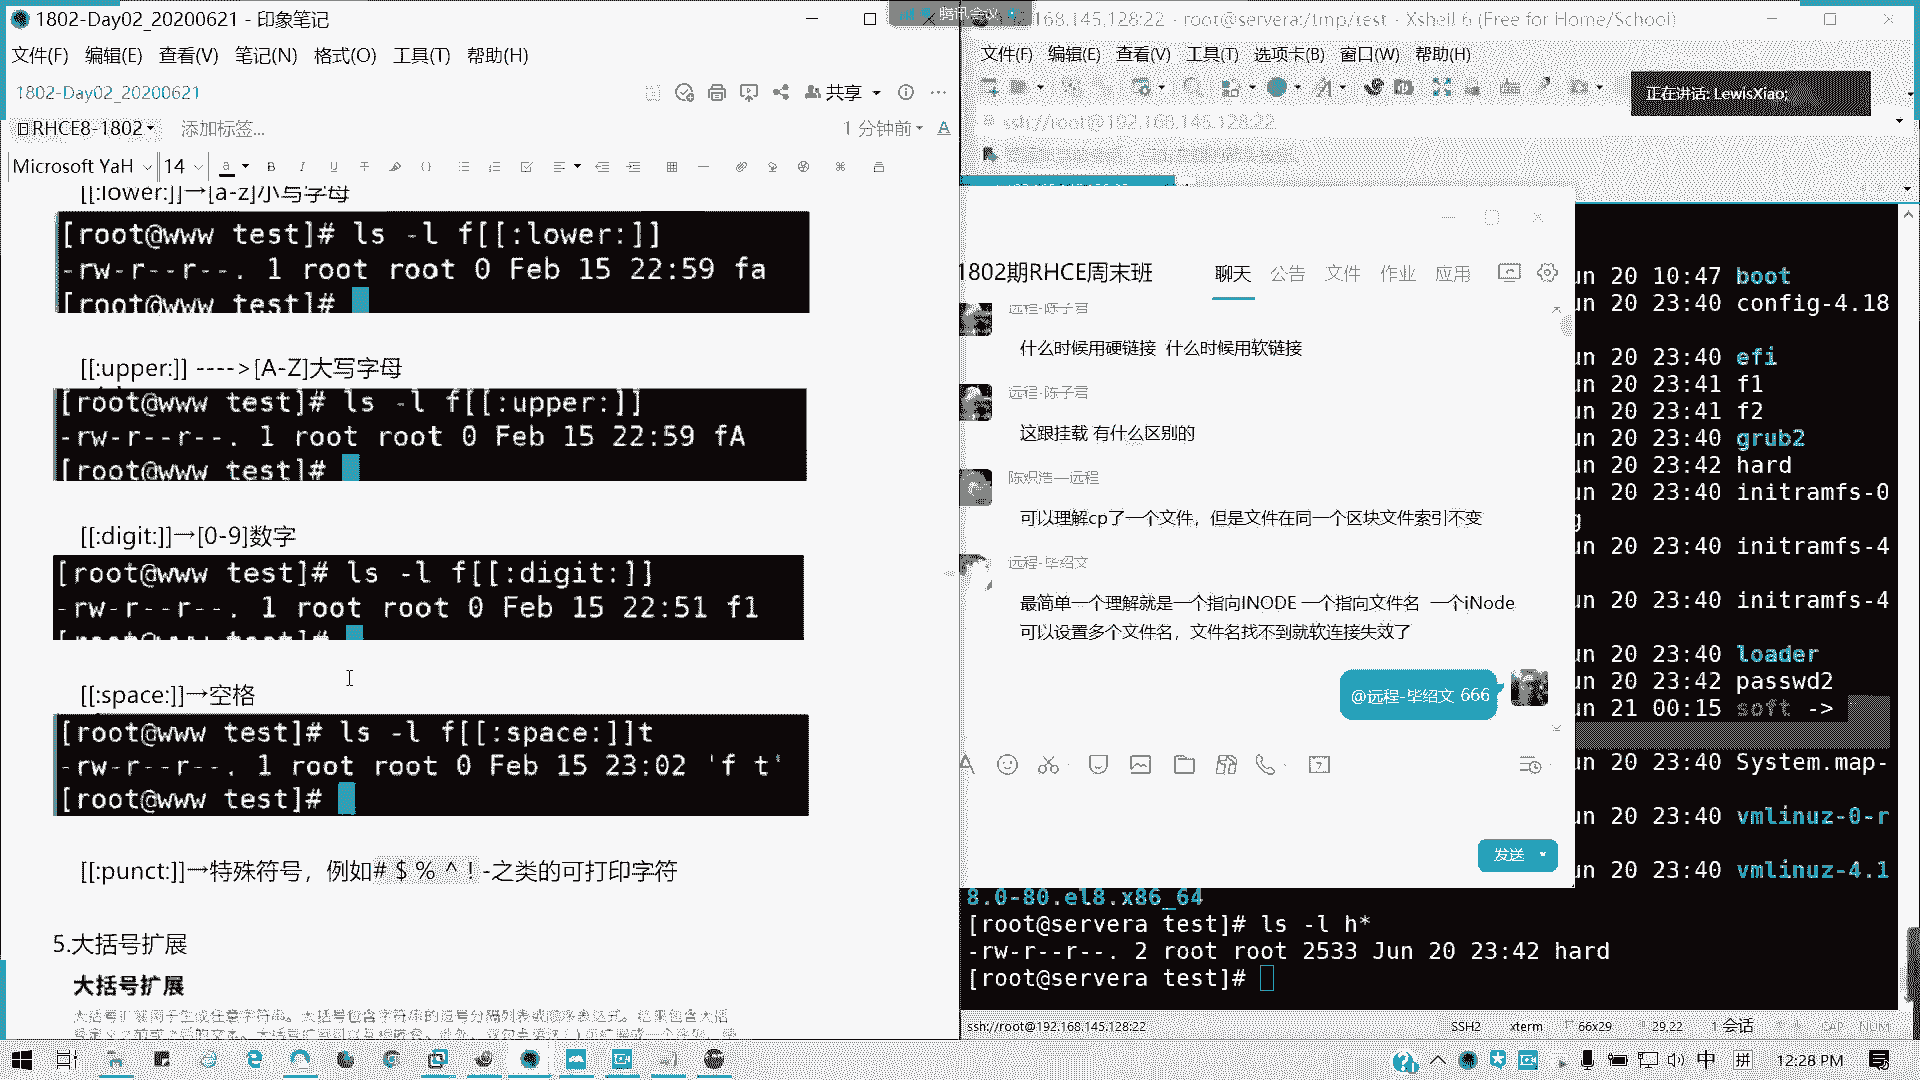 1802-Day02_20200621 - 印象笔记
文件(F) 编辑(E) 查看(V) 笔记(N) 格式(O) 工具(T) 帮助(H)
1802-Day02_20200621
共享
RHCE8-1802
添加标签...
1 分钟前
Microsoft YaH 14
[[:lower:]]→[a-z]小写字母
[root@www test]# ls -l f[[:lower:]]
-rw-r--r--. 1 root root 0 Feb 15 22:59 fa
[root@www test]#
[[:upper:]] ---->[A-Z]大写字母
[root@www test]# ls -l f[[:upper:]]
-rw-r--r--. 1 root root 0 Feb 15 22:59 fA
[root@www test]#
[[:digit:]]→[0-9]数字
[root@www test]# ls -l f[[:digit:]]
-rw-r--r--. 1 root root 0 Feb 15 22:51 f1
[root@www test]#
[[:space:]]→空格
[root@www test]# ls -l f[[:space:]]t
-rw-r--r--. 1 root root 0 Feb 15 23:02 'f t'
[root@www test]#
[[:punct:]]→特殊符号，例如# $ % ^ ! -之类的可打印字符
5.大括号扩展
大括号扩展
腾讯会议
192.168.145.128:22 - root@servera:/tmp/test - Xshell 6 (Free for Home/School)
文件(F) 编辑(E) 查看(V) 工具(T) 选项卡(B) 窗口(W) 帮助(H)
正在讲话: LewisXiao;
ssh://root@192.168.145.128:22
1802期RHCE周末班
聊天 公告 文件 作业 应用
远程-陈子君
什么时候用硬链接 什么时候用软链接
远程-陈子君
这跟挂载 有什么区别的
陈炽浩—远程
可以理解cp了一个文件，但是文件在同一个区块文件索引不变
远程-毕绍文
最简单一个理解就是一个指向INODE 一个指向文件名 一个iNode
可以设置多个文件名，文件名找不到就软连接失效了
@远程-毕绍文 666
发送
un 20 10:47 boot
un 20 23:40 config-4.18
un 20 23:40 efi
un 20 23:41 f1
un 20 23:41 f2
un 20 23:40 grub2
un 20 23:42 hard
un 20 23:40 initramfs-0
g
un 20 23:40 initramfs-4
un 20 23:40 initramfs-4
un 20 23:40 loader
un 20 23:42 passwd2
un 21 00:15 soft ->
un 20 23:40 System.map-
un 20 23:40 vmlinuz-0-r
un 20 23:40 vmlinuz-4.1
8.0-80.el8.x86_64
[root@servera test]# ls -l h*
-rw-r--r--. 2 root root 2533 Jun 20 23:42 hard
[root@servera test]#
ssh://root@192.168.145.128:22 SSH2 xterm 66x29 29,22 1 会话 CAP NUM
中 拼 12:28 PM